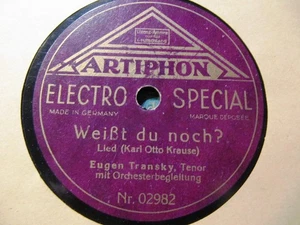 ARTIPHON
ELECTRO SPECIAL
MADE IN GERMANY MARQUE DÉPOSÉE
Weißt du noch?
Lied (Karl Otto Krause)
Eugen Transky, Tenor
mit Orchesterbegleitung
Nr. 02982